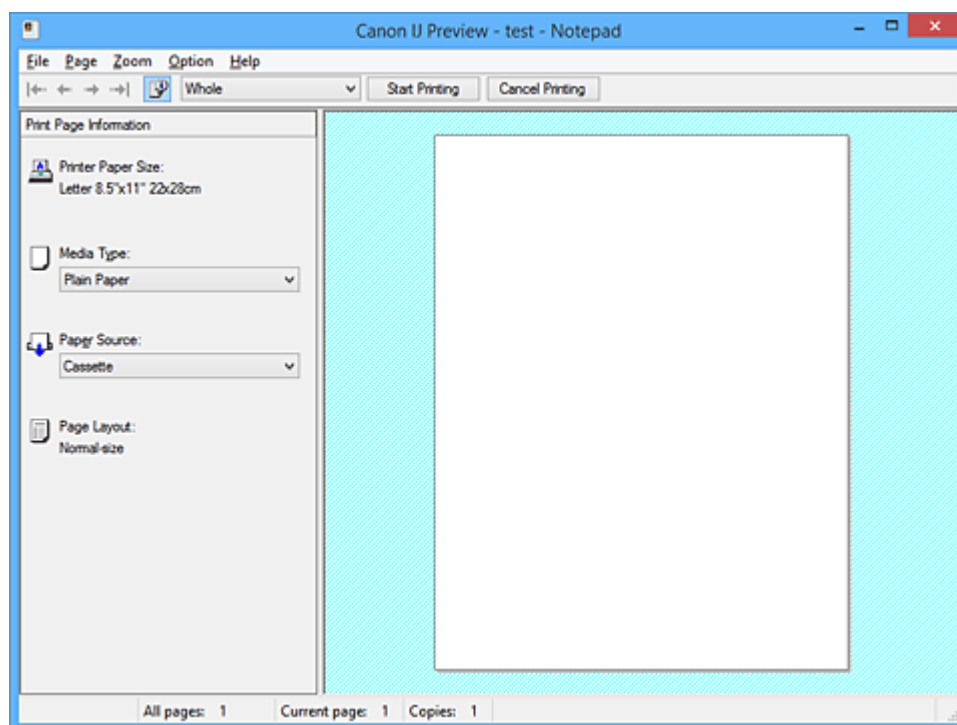 Canon IJ Preview - test - Notepad
File Page Zoom Option Help
Whole Start Printing Cancel Printing
Print Page Information
Printer Paper Size:
Letter 8.5"x11" 22x28cm
Media Type:
Plain Paper
Paper Source:
Cassette
Page Layout:
Normal-size
All pages: 1 Current page: 1 Copies: 1